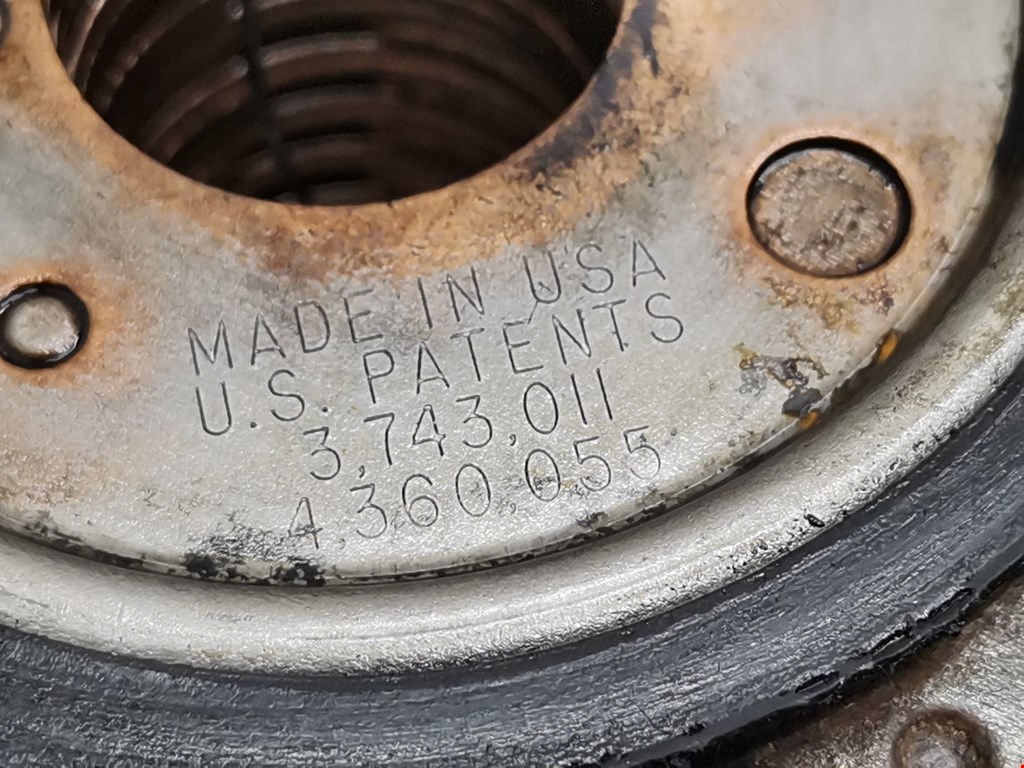 MADE IN USA
U.S. PATENTS
3,743,011
4,360,055